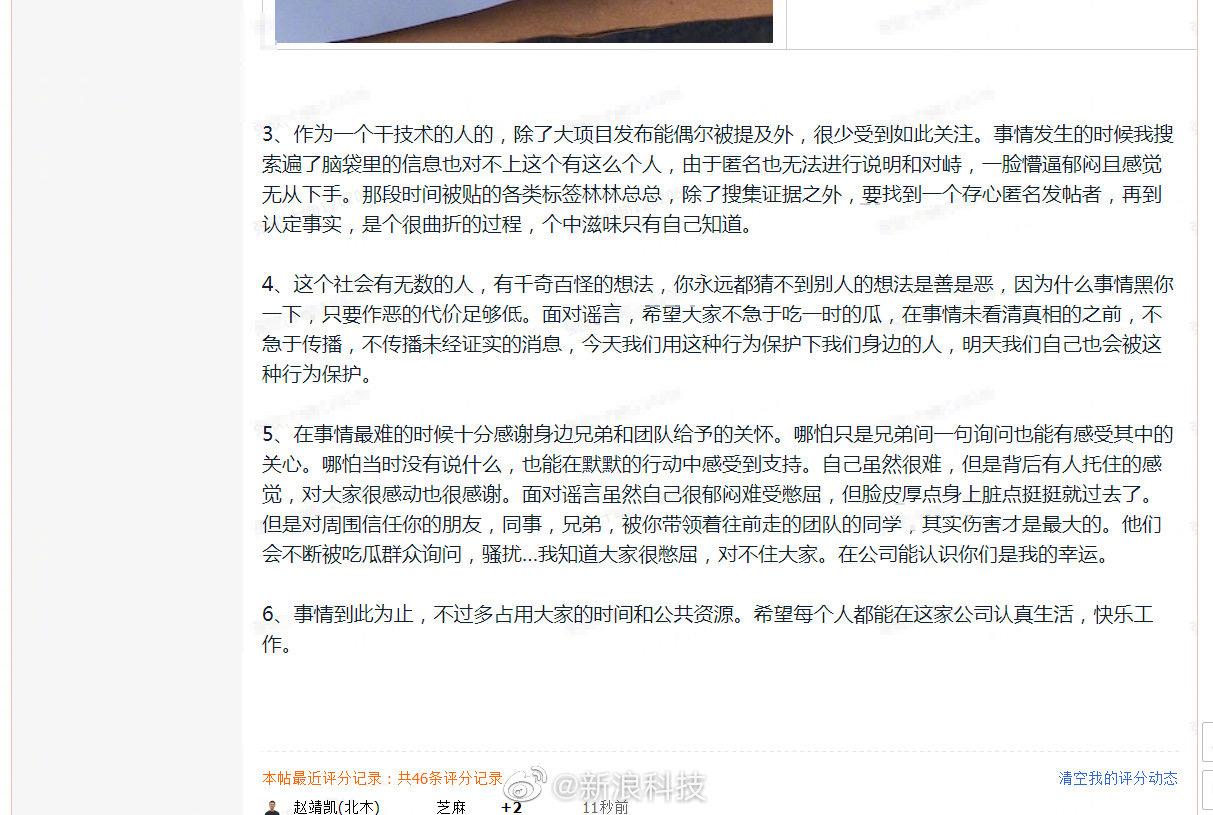 3、作为一个干技术的人的，除了大项目发布能偶尔被提及外，很少受到如此关注。事情发生的时候我搜
索遍了脑袋里的信息也对不上这个有这么个人，由于匿名也无法进行说明和对峙，一脸懵逼郁闷且感觉
无从下手。那段时间被贴的各类标签林林总总，除了搜集证据之外，要找到一个存心匿名发帖者，再到
认定事实，是个很曲折的过程，个中滋味只有自己知道。
4、这个社会有无数的人，有千奇百怪的想法，你永远都猜不到别人的想法是善是恶，因为什么事情黑你
一下，只要作恶的代价足够低。面对谣言，希望大家不急于吃一时的瓜，在事情未看清真相的之前，不
急于传播，不传播未经证实的消息，今天我们用这种行为保护下我们身边的人，明天我们自己也会被这
种行为保护。
5、在事情最难的时候十分感谢身边兄弟和团队给予的关怀。哪怕只是兄弟间一句询问也能有感受其中的
关心。哪怕当时没有说什么，也能在默默的行动中感受到支持。自己虽然很难，但是背后有人托住的感
觉，对大家很感动也很感谢。面对谣言虽然自己很郁闷难受憋屈，但脸皮厚点身上脏点挺挺就过去了。
但是对周围信任你的朋友，同事，兄弟，被你带领着往前走的团队的同学，其实伤害才是最大的。他们
会不断被吃瓜群众询问，骚扰...我知道大家很憋屈，对不住大家。在公司能认识你们是我的幸运。
6、事情到此为止，不过多占用大家的时间和公共资源。希望每个人都能在这家公司认真生活，快乐工
作。
本帖最近评分记录：共46条评分记录 @新浪科技 清空我的评分动态
赵靖凯(北木) 芝麻 +2 11秒前